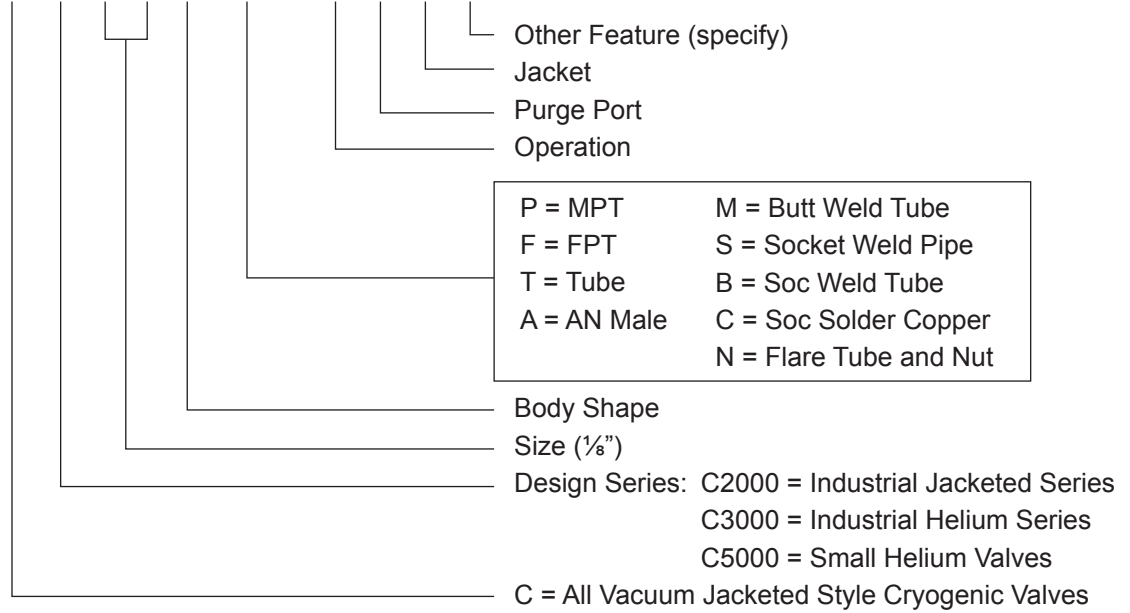 Other Feature (specify)
Jacket
Purge Port
Operation
P = MPT M = Butt Weld Tube
F = FPT S = Socket Weld Pipe
T = Tube B = Soc Weld Tube
A = AN Male C = Soc Solder Copper
N = Flare Tube and Nut
Body Shape
Size (⅛”)
Design Series: C2000 = Industrial Jacketed Series
C3000 = Industrial Helium Series
C5000 = Small Helium Valves
C = All Vacuum Jacketed Style Cryogenic Valves